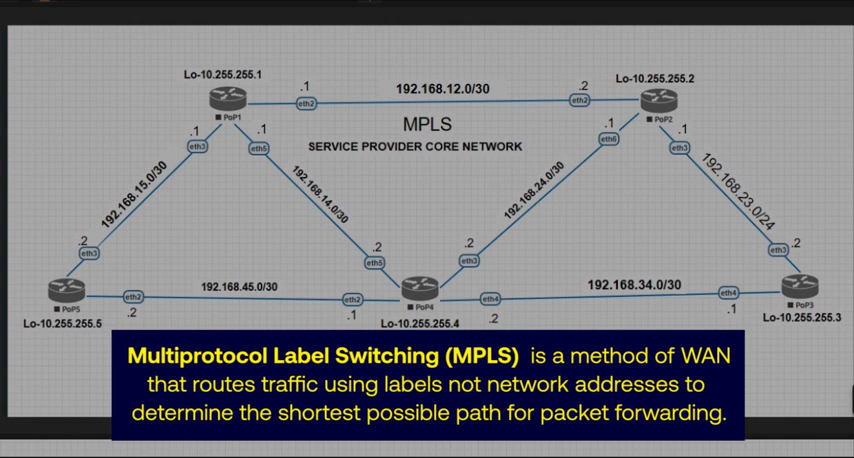 Lo-10.255.255.1
.1
192.168.12.0/30
.2
Lo-10.255.255.2
eth2
eth2
PoP1
MPLS
PoP2
SERVICE PROVIDER CORE NETWORK
.1
.1
.1
.1
eth3
eth5
eth6
eth3
192.168.15.0/30
192.168.14.0/30
192.168.24.0/30
192.168.23.0/24
.2
.2
.2
.2
eth3
eth5
eth3
eth3
192.168.45.0/30
192.168.34.0/30
eth2
eth2
eth4
eth4
PoP5
PoP4
PoP3
.2
.1
.2
.1
Lo-10.255.255.5
Lo-10.255.255.4
Lo-10.255.255.3
Multiprotocol Label Switching (MPLS) is a method of WAN
that routes traffic using labels not network addresses to
determine the shortest possible path for packet forwarding.